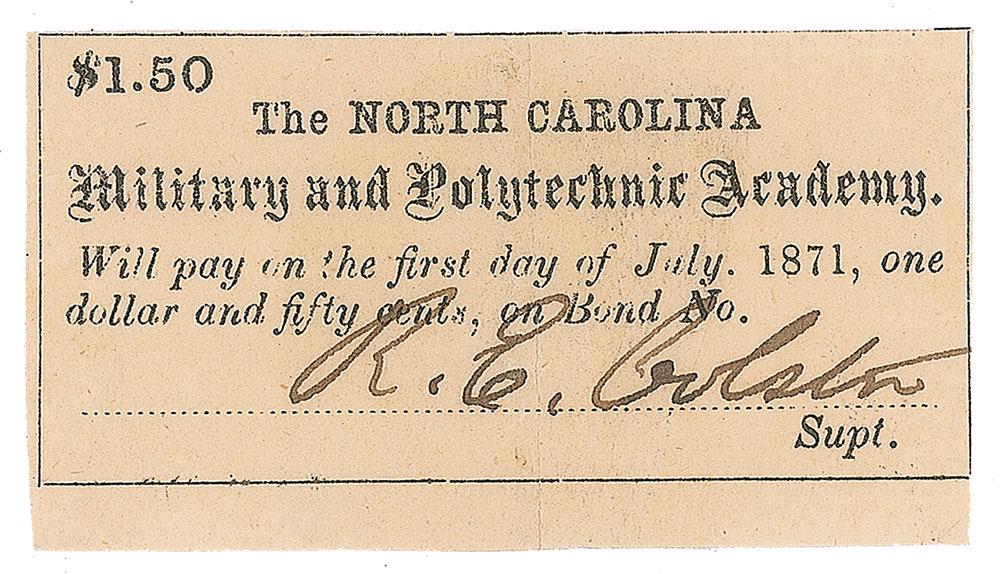 $1.50
The NORTH CAROLINA
Military and Polytechnic Academy.
Will pay on the first day of July. 1871, one
dollar and fifty cents, on Bond No.
R. E. Colston
Supt.